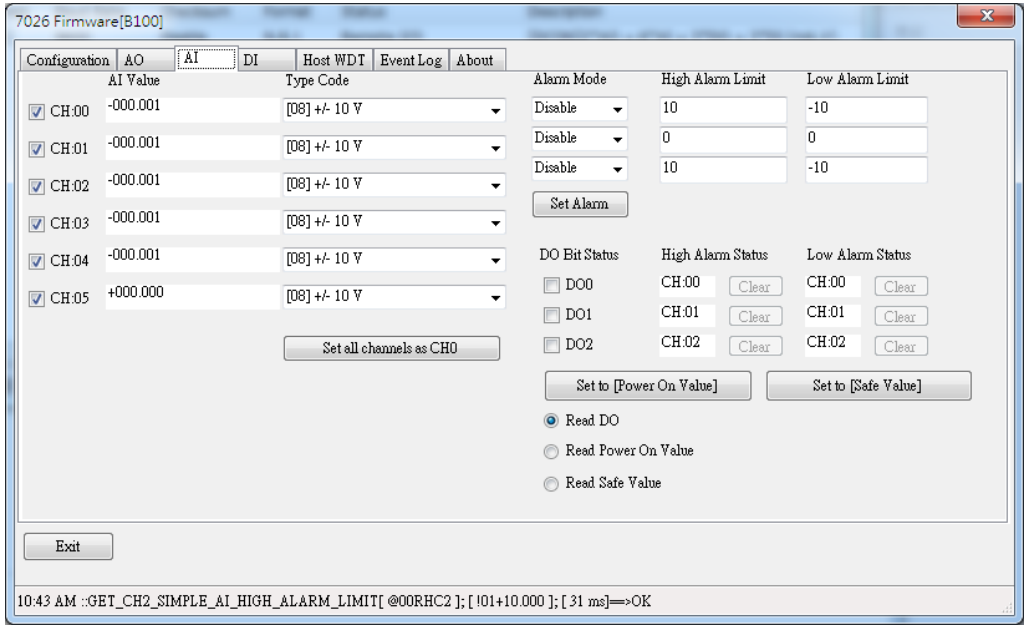 7026 Firmware[B100]
Configuration AO AI DI Host WDT Event Log About
AI Value Type Code Alarm Mode High Alarm Limit Low Alarm Limit
CH:00 -000.001 [08] +/- 10 V Disable 10 -10
CH:01 -000.001 [08] +/- 10 V Disable 0 0
CH:02 -000.001 [08] +/- 10 V Disable 10 -10
Set Alarm
CH:03 -000.001 [08] +/- 10 V
CH:04 -000.001 [08] +/- 10 V
DO Bit Status High Alarm Status Low Alarm Status
CH:05 +000.000 [08] +/- 10 V
DO0 CH:00 Clear CH:00 Clear
DO1 CH:01 Clear CH:01 Clear
Set all channels as CH0
DO2 CH:02 Clear CH:02 Clear
Set to [Power On Value] Set to [Safe Value]
Read DO
Read Power On Value
Read Safe Value
Exit
10:43 AM ::GET_CH2_SIMPLE_AI_HIGH_ALARM_LIMIT[ @00RHC2 ]; [ !01+10.000 ]; [ 31 ms]==>OK